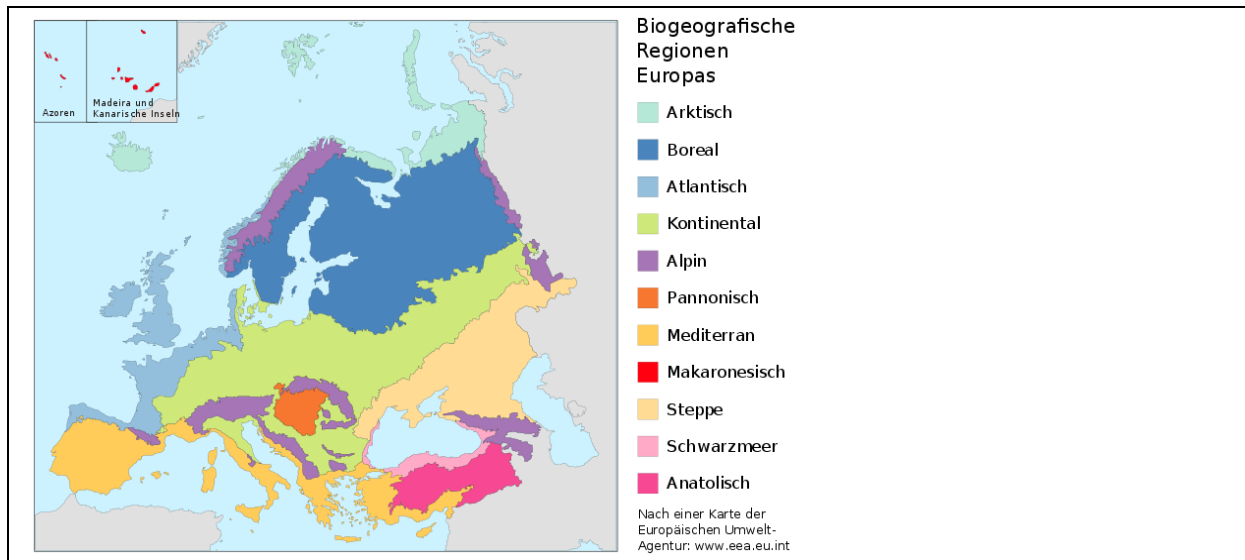 Biogeografische
Regionen
Europas
Azoren
Madeira und
Kanarische Inseln
Arktisch
Boreal
Atlantisch
Kontinental
Alpin
Pannonisch
Mediterran
Makaronesisch
Steppe
Schwarzmeer
Anatolisch
Nach einer Karte der
Europäischen Umwelt-
Agentur: www.eea.eu.int